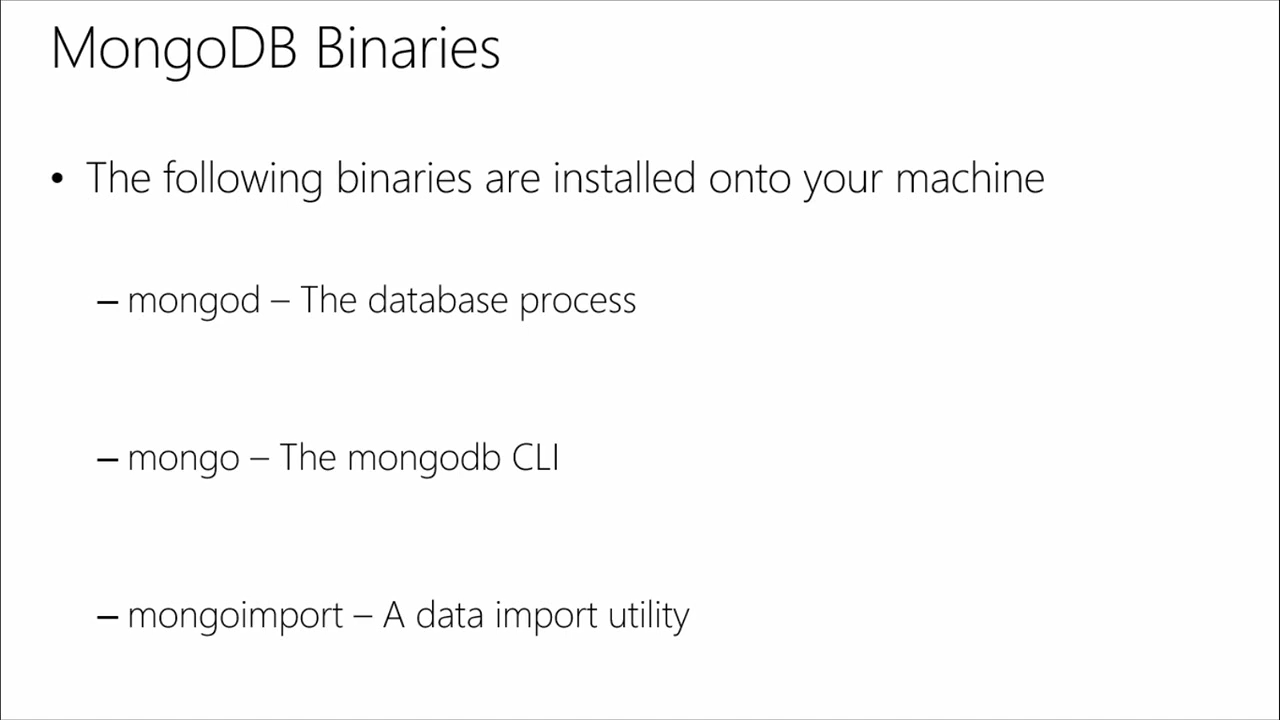 MongoDB Binaries
• The following binaries are installed onto your machine
– mongod – The database process
– mongo – The mongodb CLI
– mongoimport – A data import utility